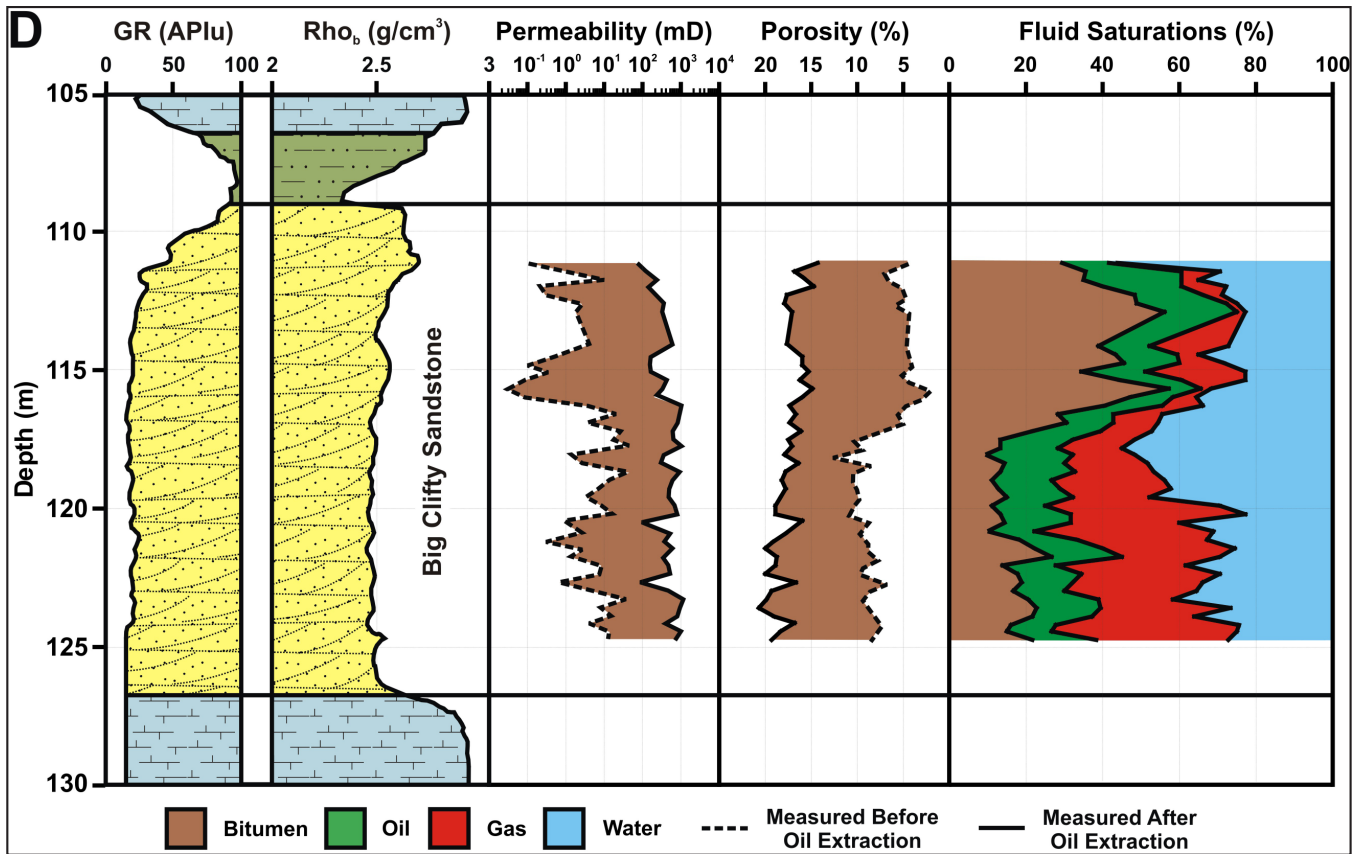 D
GR (APIu)
Rho_b (g/cm³)
Permeability (mD)
Porosity (%)
Fluid Saturations (%)
0 50 100 2 2.5 3 10⁻¹ 10⁰ 10¹ 10² 10³ 10⁴ 20 15 10 5 0 20 40 60 80 100
105
110
115
120
125
130
Depth (m)
Big Clifty Sandstone
Bitumen
Oil
Gas
Water
Measured Before
Oil Extraction
Measured After
Oil Extraction